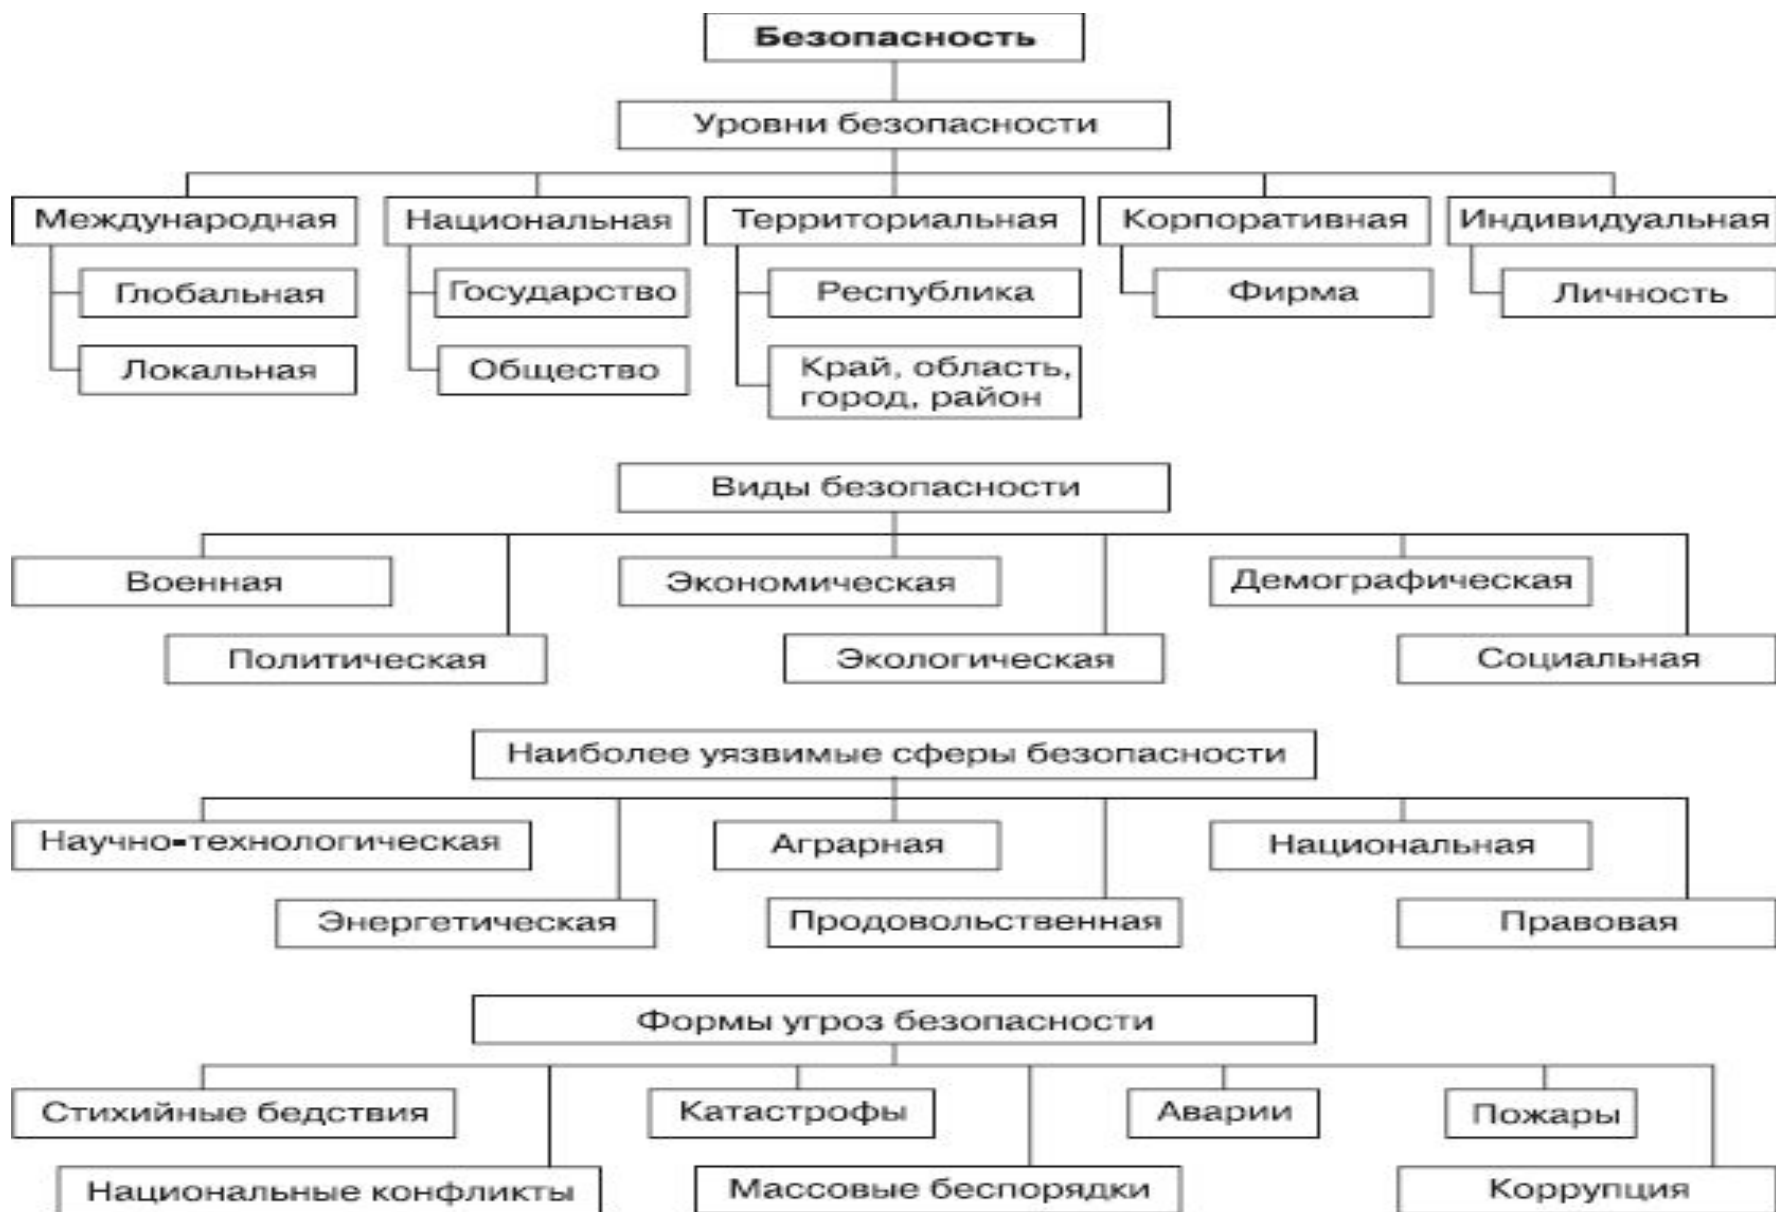 Безопасность
Уровни безопасности
Международная
Национальная
Территориальная
Корпоративная
Индивидуальная
Глобальная
Государство
Республика
Фирма
Личность
Локальная
Общество
Край, область,
город, район
Виды безопасности
Военная
Экономическая
Демографическая
Политическая
Экологическая
Социальная
Наиболее уязвимые сферы безопасности
Научно-технологическая
Аграрная
Национальная
Энергетическая
Продовольственная
Правовая
Формы угроз безопасности
Стихийные бедствия
Катастрофы
Аварии
Пожары
Национальные конфликты
Массовые беспорядки
Коррупция